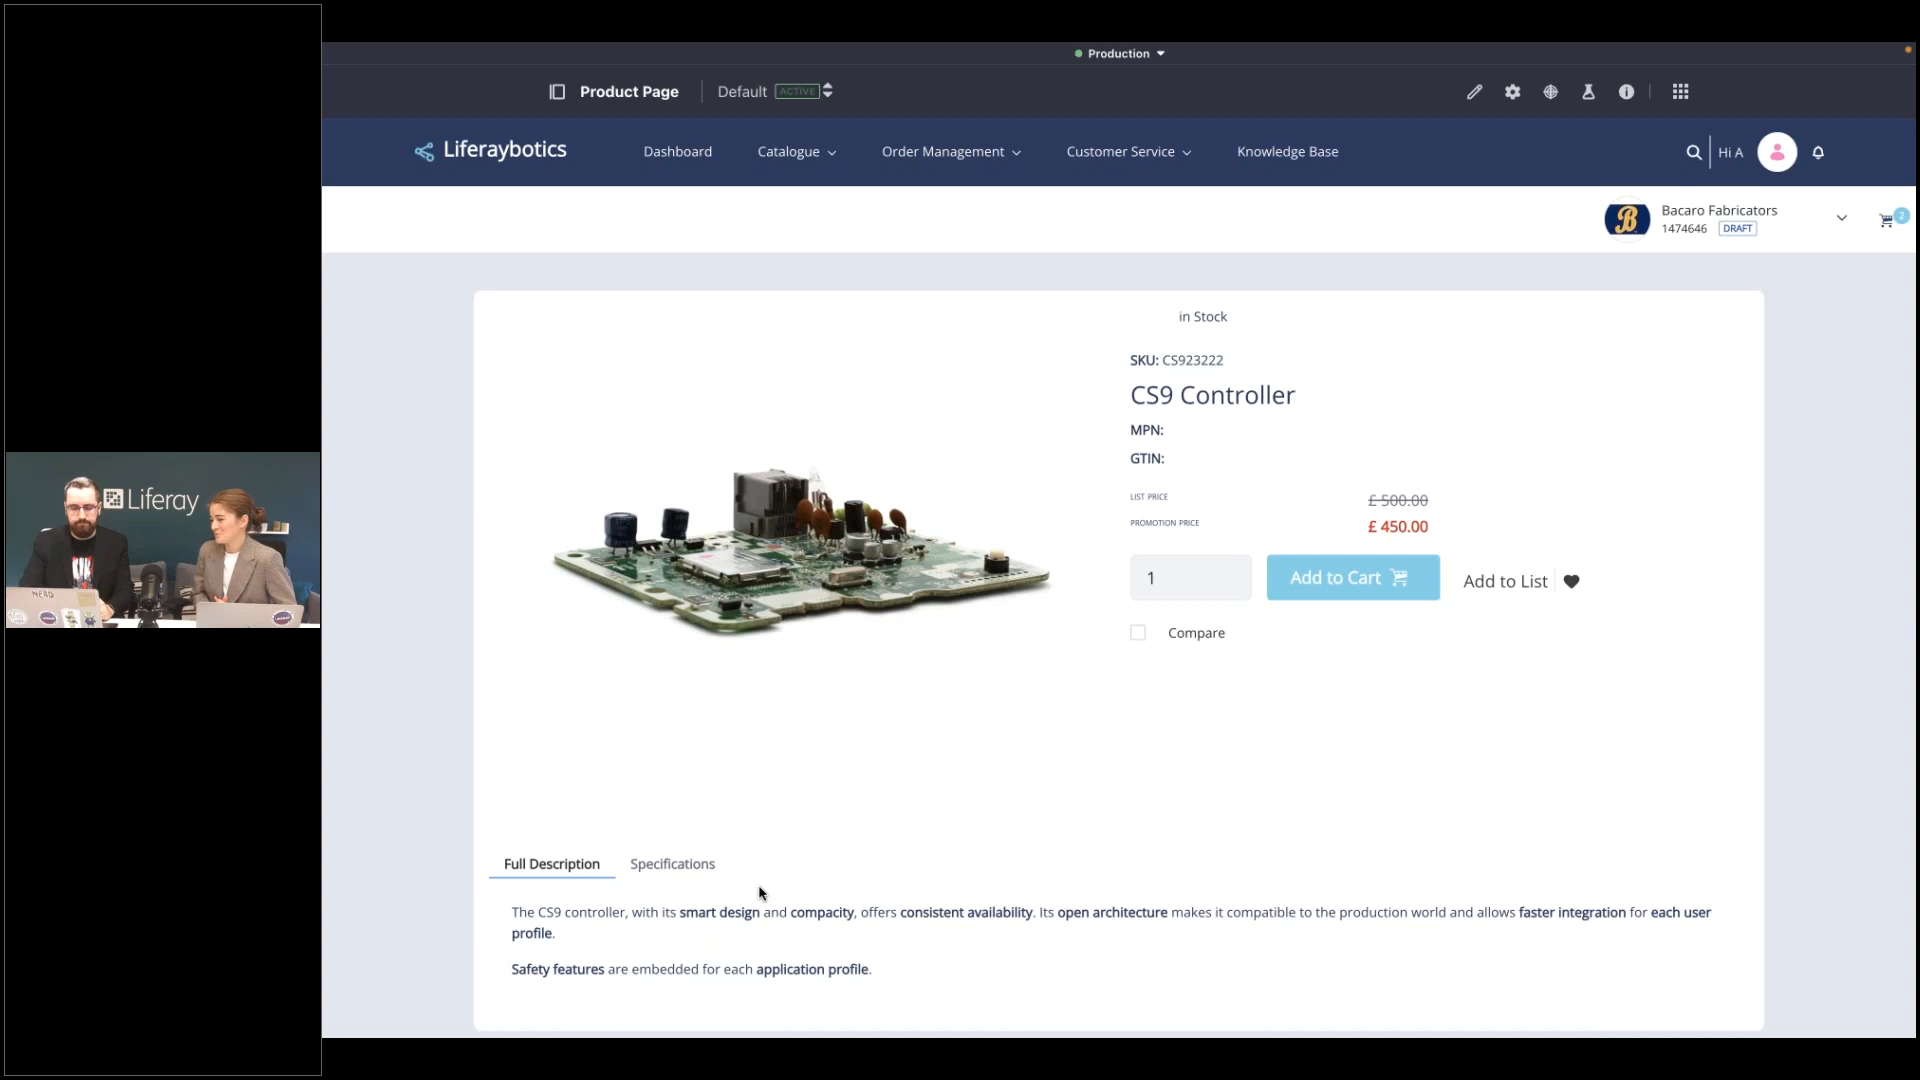 Production
Product Page
Default ACTIVE
Liferaybotics
Dashboard
Catalogue
Order Management
Customer Service
Knowledge Base
Hi A
B
Bacaro Fabricators
1474646 DRAFT
2
in Stock
SKU: CS923222
CS9 Controller
MPN:
GTIN:
LIST PRICE £ 500.00
PROMOTION PRICE £ 450.00
1
Add to Cart
Add to List
Compare
Liferay
NERD
Full Description
Specifications
The CS9 controller, with its smart design and compacity, offers consistent availability. Its open architecture makes it compatible to the production world and allows faster integration for each user
profile.
Safety features are embedded for each application profile.